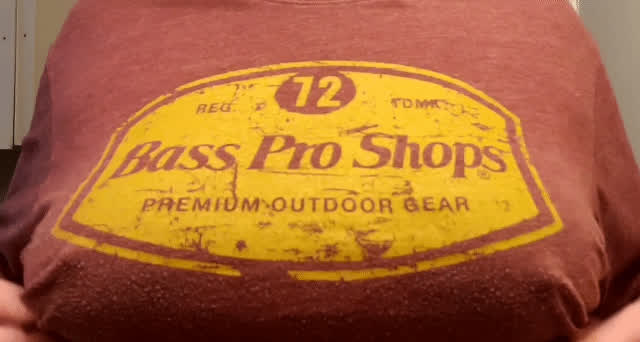 72
REG. TDMK
Bass Pro Shops®
PREMIUM OUTDOOR GEAR